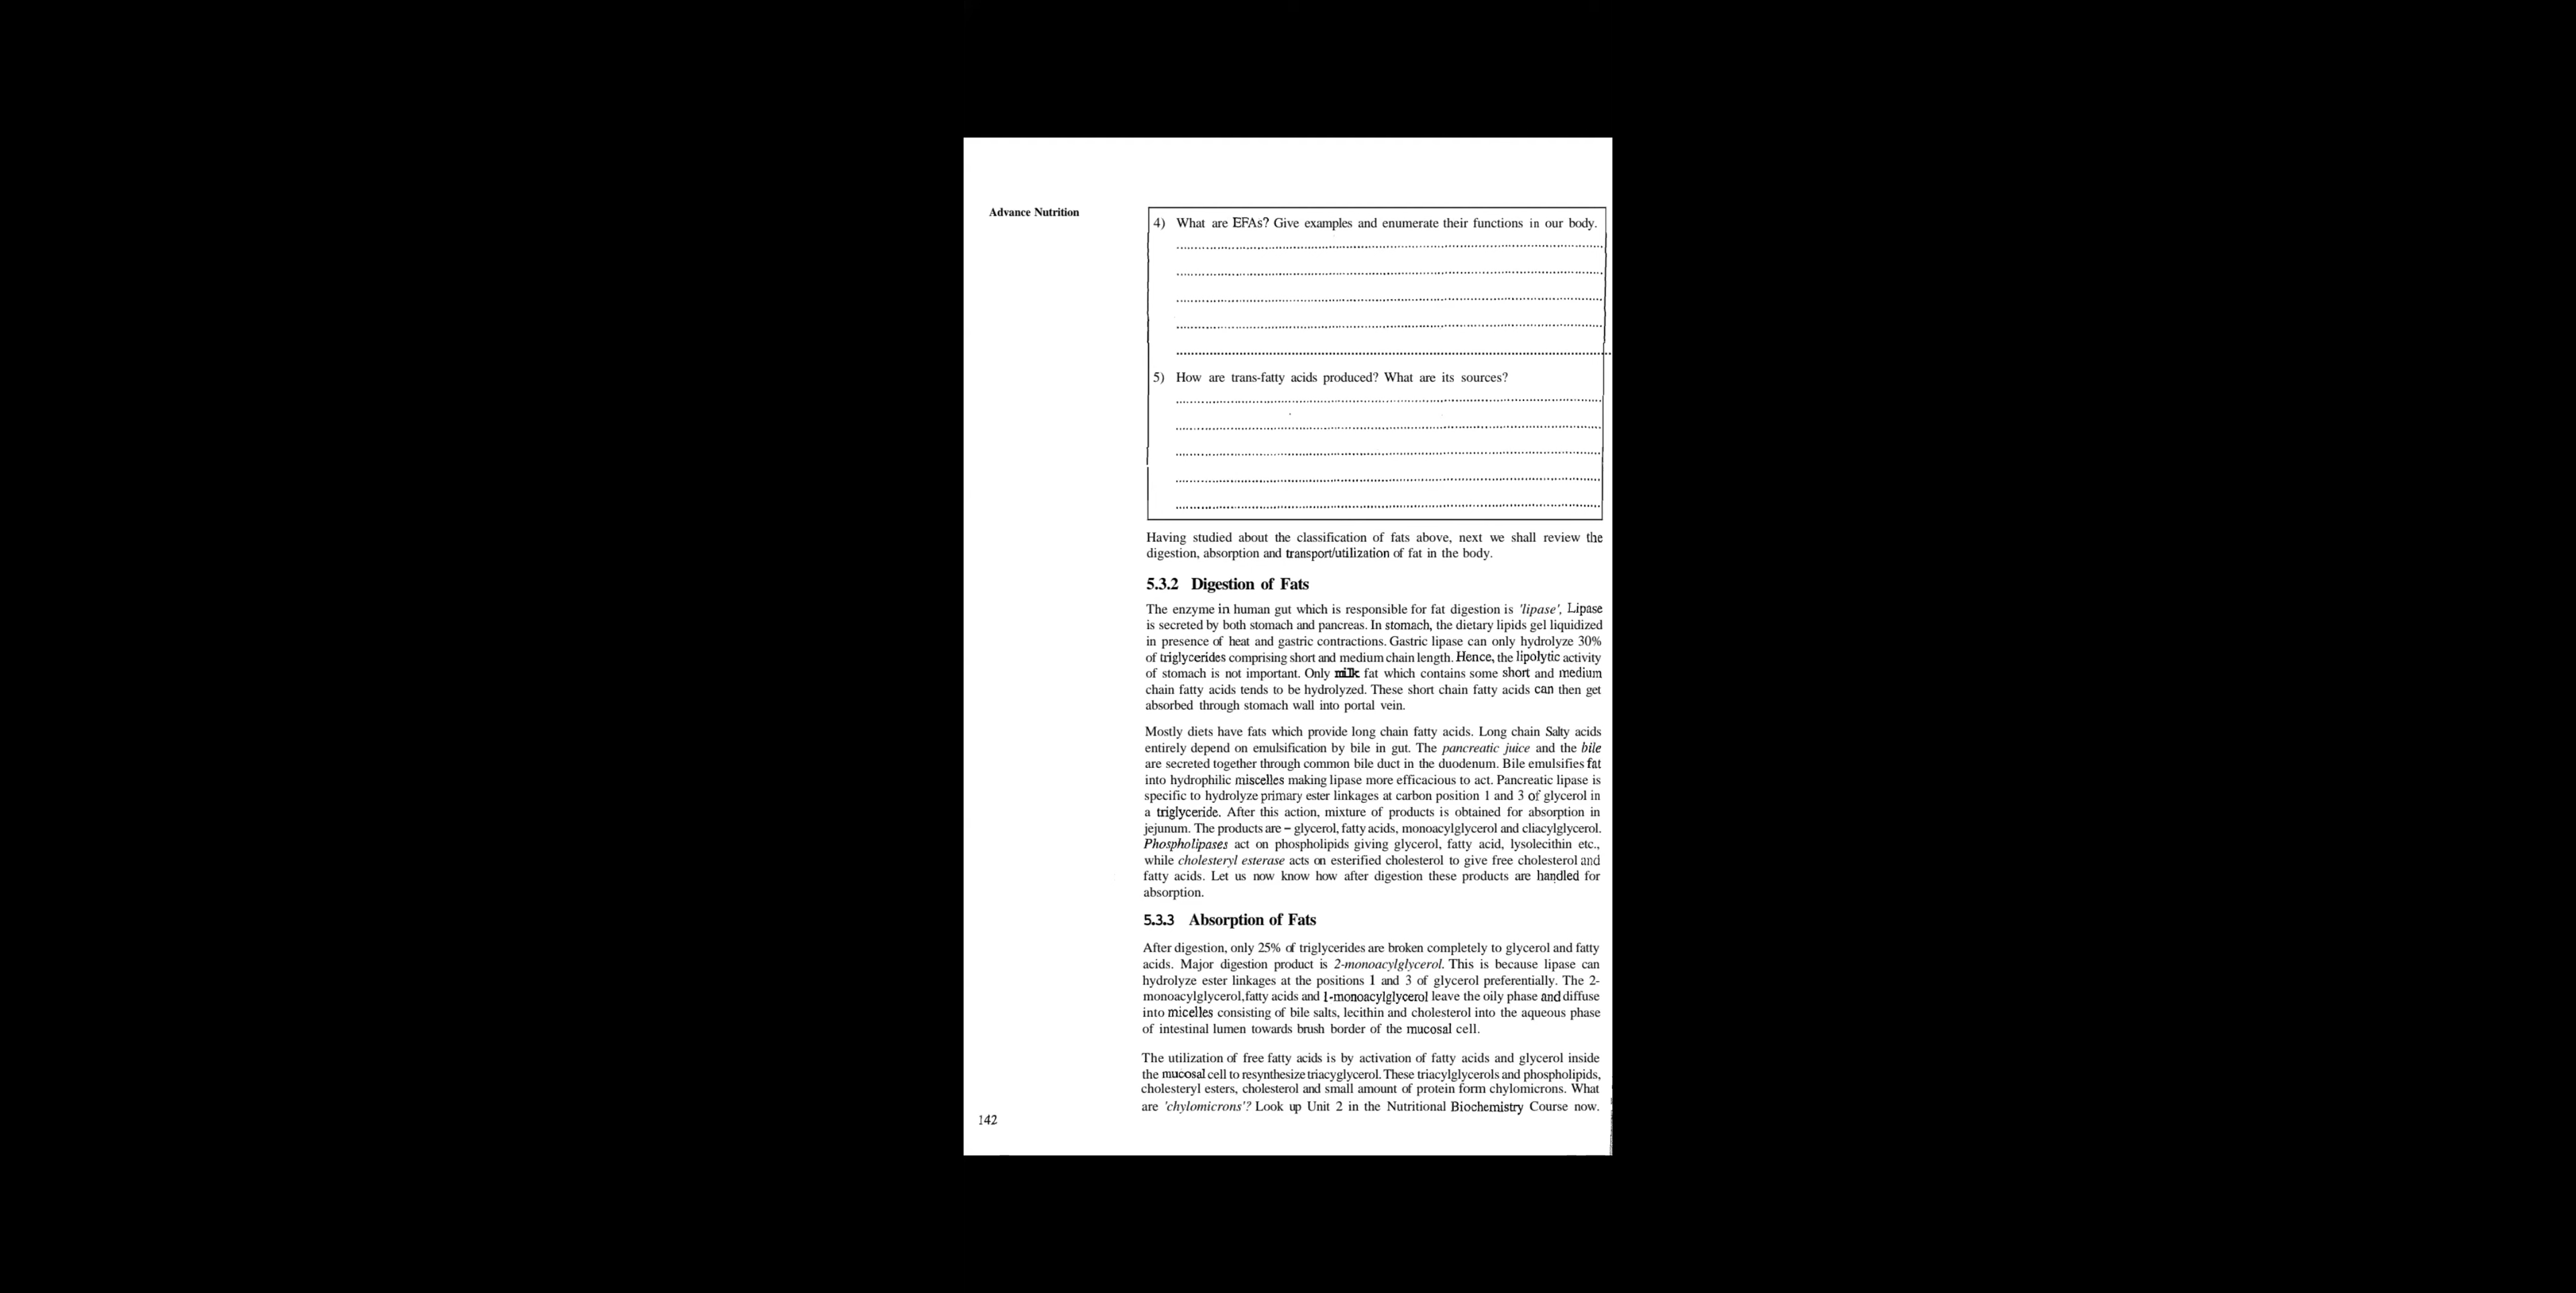 Advance Nutrition
4) What are EFAs? Give examples and enumerate their functions in our body.
5) How are trans-fatty acids produced? What are its sources?
Having studied about the classification of fats above, next we shall review the
digestion, absorption and transport/utilization of fat in the body.
5.3.2 Digestion of Fats
The enzyme in human gut which is responsible for fat digestion is 'lipase', Lipase
is secreted by both stomach and pancreas. In stomach, the dietary lipids gel liquidized
in presence of heat and gastric contractions. Gastric lipase can only hydrolyze 30%
of triglycerides comprising short and medium chain length. Hence, the lipolytic activity
of stomach is not important. Only milk fat which contains some short and medium
chain fatty acids tends to be hydrolyzed. These short chain fatty acids can then get
absorbed through stomach wall into portal vein.
Mostly diets have fats which provide long chain fatty acids. Long chain Salty acids
entirely depend on emulsification by bile in gut. The pancreatic juice and the bile
are secreted together through common bile duct in the duodenum. Bile emulsifies fat
into hydrophilic miscelles making lipase more efficacious to act. Pancreatic lipase is
specific to hydrolyze primary ester linkages at carbon position 1 and 3 of glycerol in
a triglyceride. After this action, mixture of products is obtained for absorption in
jejunum. The products are – glycerol, fatty acids, monoacylglycerol and cliacylglycerol.
Phospholipases act on phospholipids giving glycerol, fatty acid, lysolecithin etc.,
while cholesteryl esterase acts on esterified cholesterol to give free cholesterol and
fatty acids. Let us now know how after digestion these products are handled for
absorption.
5.3.3 Absorption of Fats
After digestion, only 25% of triglycerides are broken completely to glycerol and fatty
acids. Major digestion product is 2-monoacylglycerol. This is because lipase can
hydrolyze ester linkages at the positions 1 and 3 of glycerol preferentially. The 2-
monoacylglycerol, fatty acids and 1-monoacylglycerol leave the oily phase and diffuse
into micelles consisting of bile salts, lecithin and cholesterol into the aqueous phase
of intestinal lumen towards brush border of the mucosal cell.
The utilization of free fatty acids is by activation of fatty acids and glycerol inside
the mucosal cell to resynthesize triacyglycerol. These triacylglycerols and phospholipids,
cholesteryl esters, cholesterol and small amount of protein form chylomicrons. What
are 'chylomicrons'? Look up Unit 2 in the Nutritional Biochemistry Course now.
142